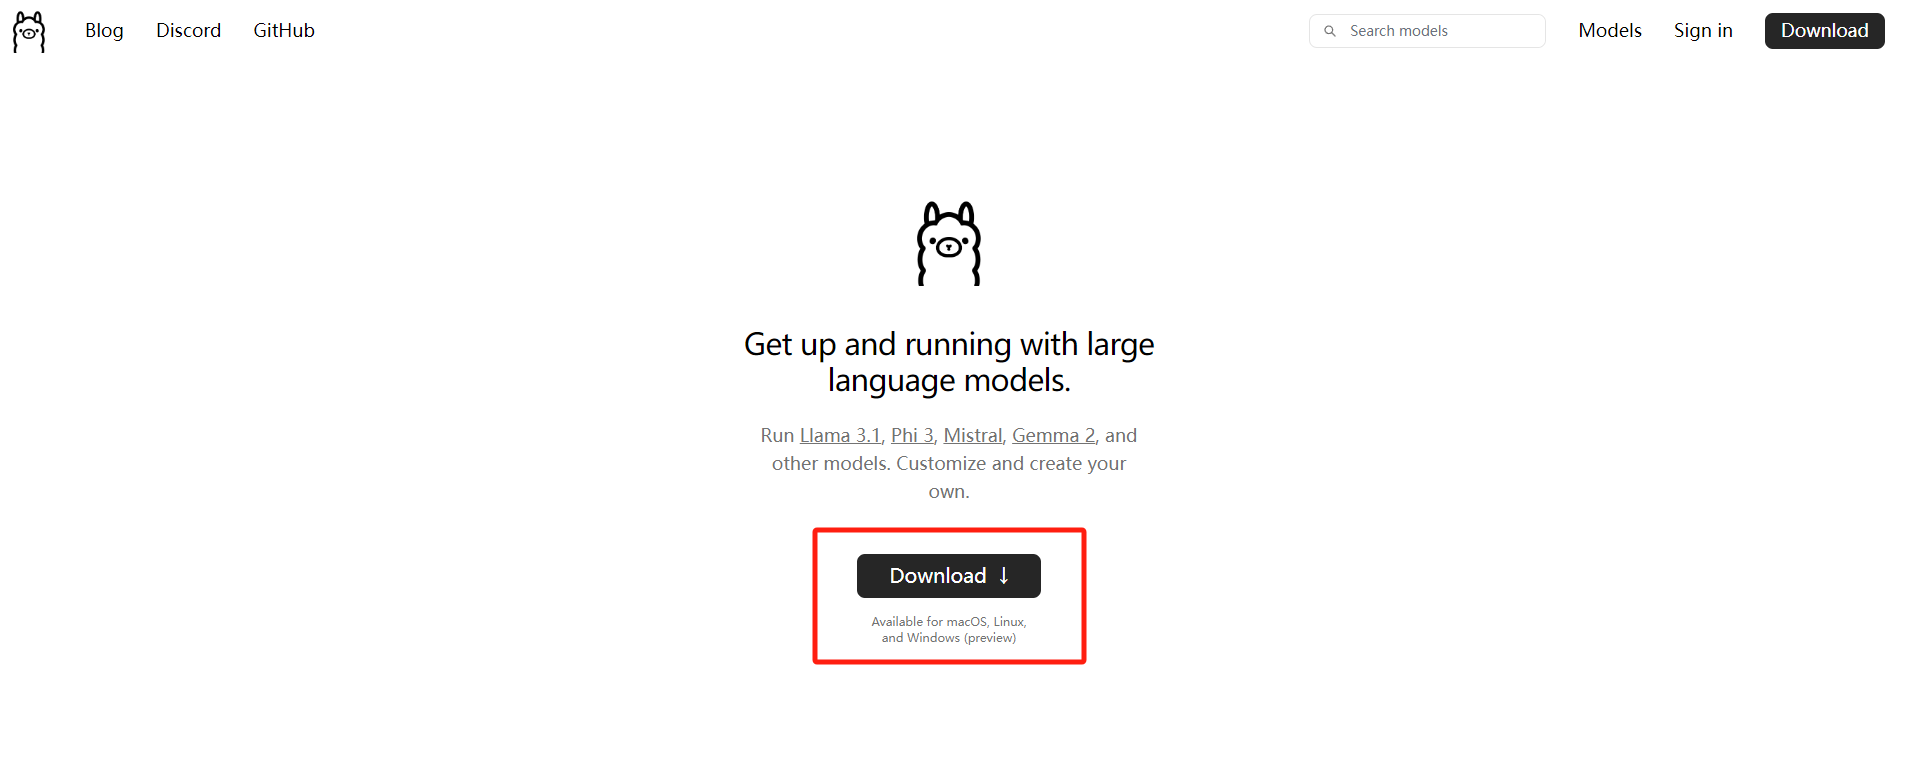 Blog Discord GitHub Search models Models Sign in Download
Get up and running with large
language models.
Run Llama 3.1, Phi 3, Mistral, Gemma 2, and
other models. Customize and create your
own.
Download ↓
Available for macOS, Linux,
and Windows (preview)